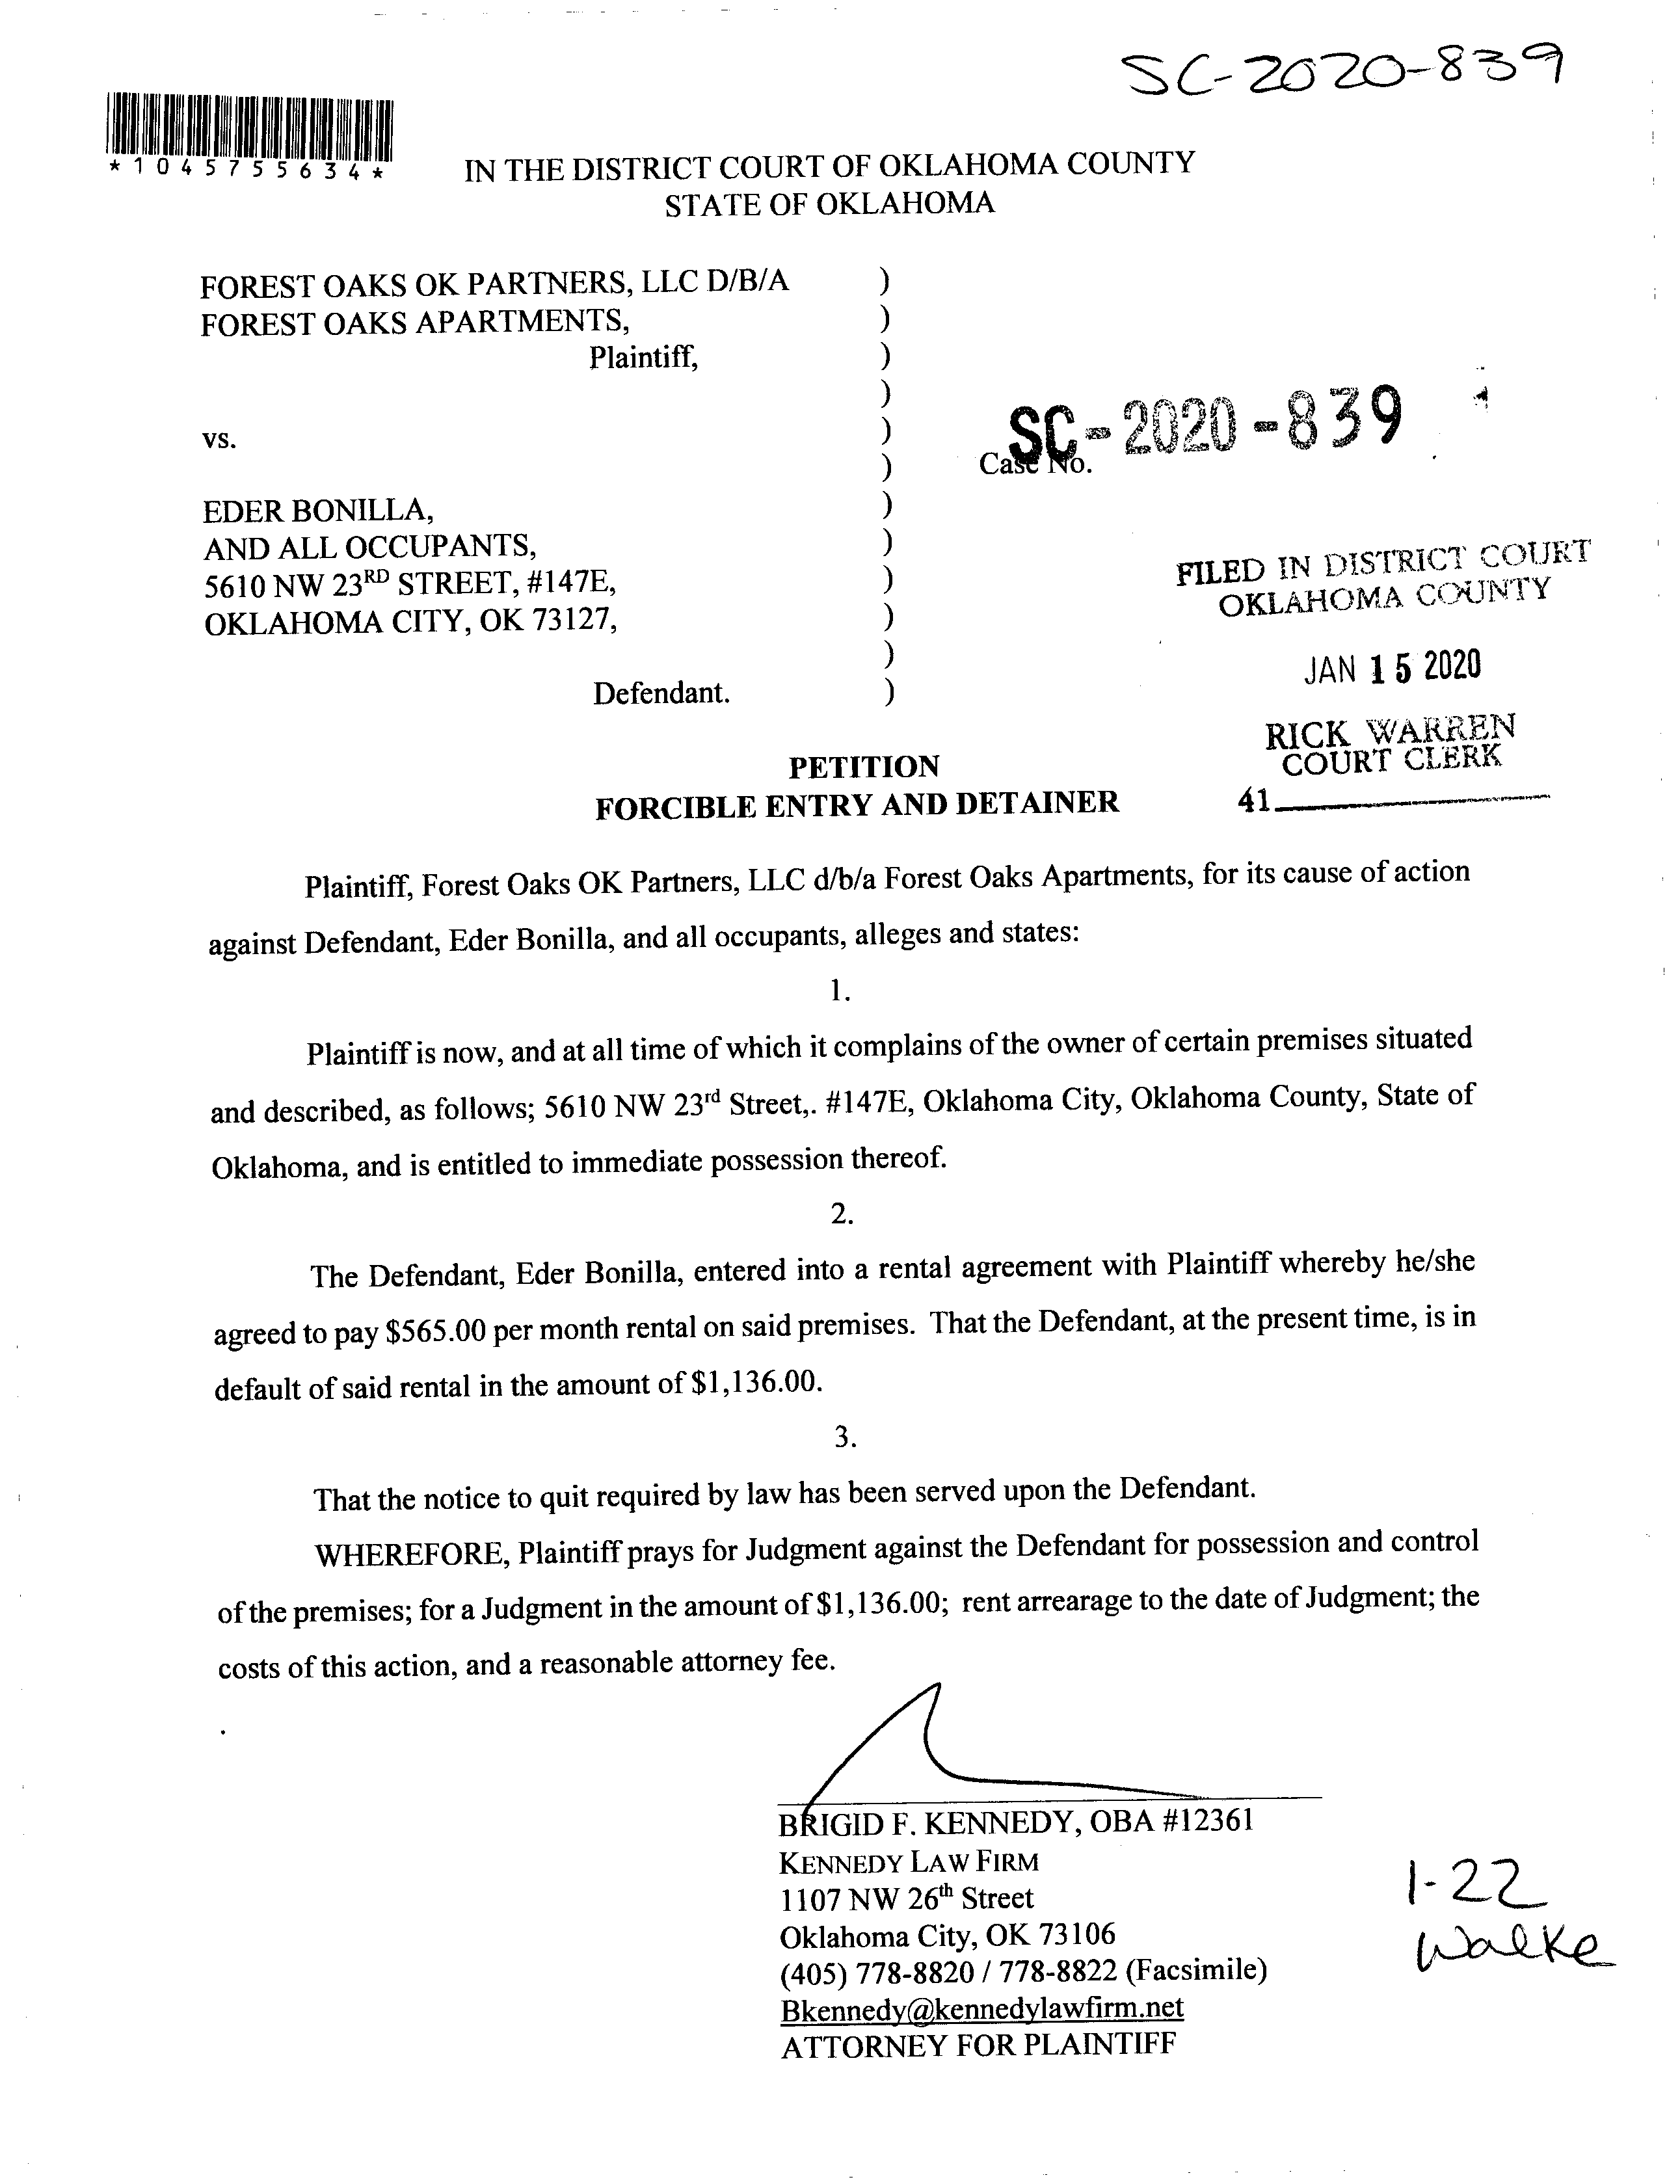 SC-2020-839
*1045755634*
IN THE DISTRICT COURT OF OKLAHOMA COUNTY
STATE OF OKLAHOMA
FOREST OAKS OK PARTNERS, LLC D/B/A )
FOREST OAKS APARTMENTS, )
Plaintiff, )
)
vs. )
Case No. SC-2020-839
)
EDER BONILLA, )
AND ALL OCCUPANTS, )
5610 NW 23RD STREET, #147E, )
OKLAHOMA CITY, OK 73127, )
)
Defendant. )
FILED IN DISTRICT COURT
OKLAHOMA COUNTY
JAN 15 2020
RICK WARREN
COURT CLERK
41
PETITION
FORCIBLE ENTRY AND DETAINER
Plaintiff, Forest Oaks OK Partners, LLC d/b/a Forest Oaks Apartments, for its cause of action
against Defendant, Eder Bonilla, and all occupants, alleges and states:
1.
Plaintiff is now, and at all time of which it complains of the owner of certain premises situated
and described, as follows; 5610 NW 23rd Street,. #147E, Oklahoma City, Oklahoma County, State of
Oklahoma, and is entitled to immediate possession thereof.
2.
The Defendant, Eder Bonilla, entered into a rental agreement with Plaintiff whereby he/she
agreed to pay $565.00 per month rental on said premises. That the Defendant, at the present time, is in
default of said rental in the amount of $1,136.00.
3.
That the notice to quit required by law has been served upon the Defendant.
WHEREFORE, Plaintiff prays for Judgment against the Defendant for possession and control
of the premises; for a Judgment in the amount of $1,136.00; rent arrearage to the date of Judgment; the
costs of this action, and a reasonable attorney fee.
BRIGID F. KENNEDY, OBA #12361
KENNEDY LAW FIRM
1107 NW 26th Street
Oklahoma City, OK 73106
(405) 778-8820 / 778-8822 (Facsimile)
Bkennedy@kennedylawfirm.net
ATTORNEY FOR PLAINTIFF
1-22
Walke